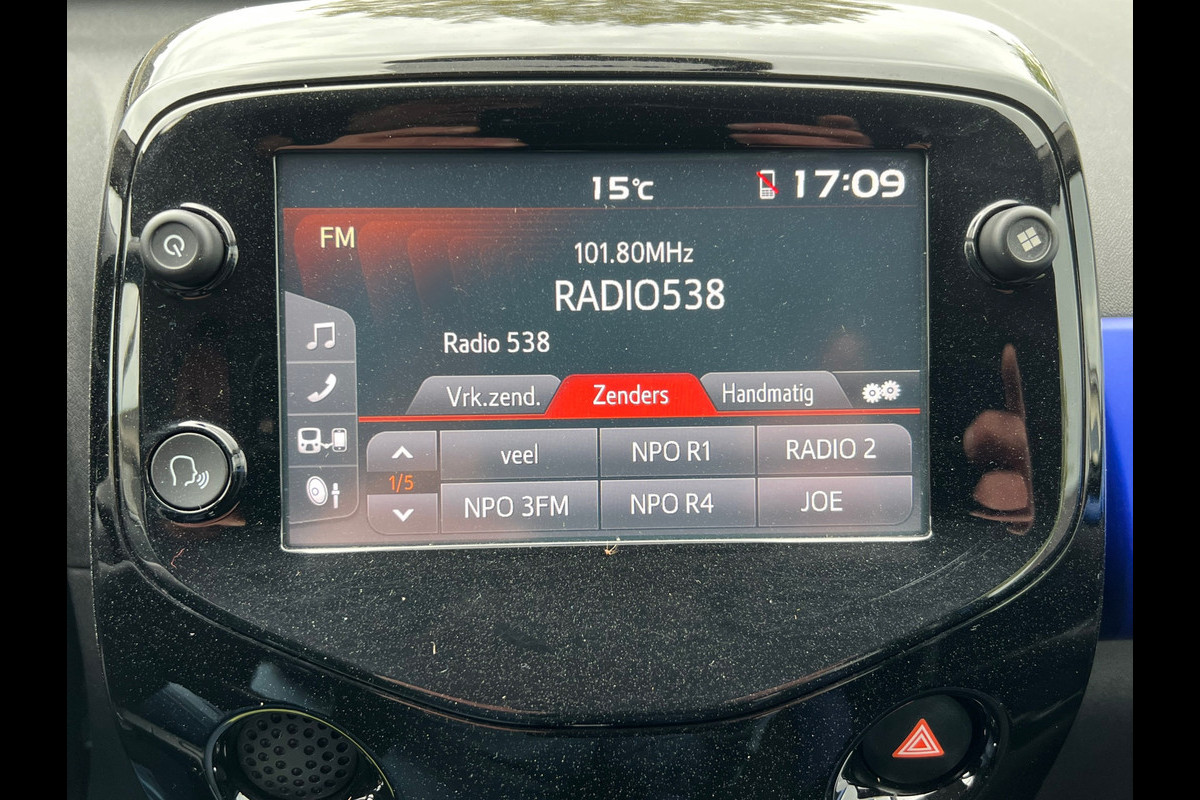 15°C 17:09
FM
101.80MHz
RADIO538
Radio 538
Vrk.zend. Zenders Handmatig
veel NPO R1 RADIO 2
1/5
NPO 3FM NPO R4 JOE